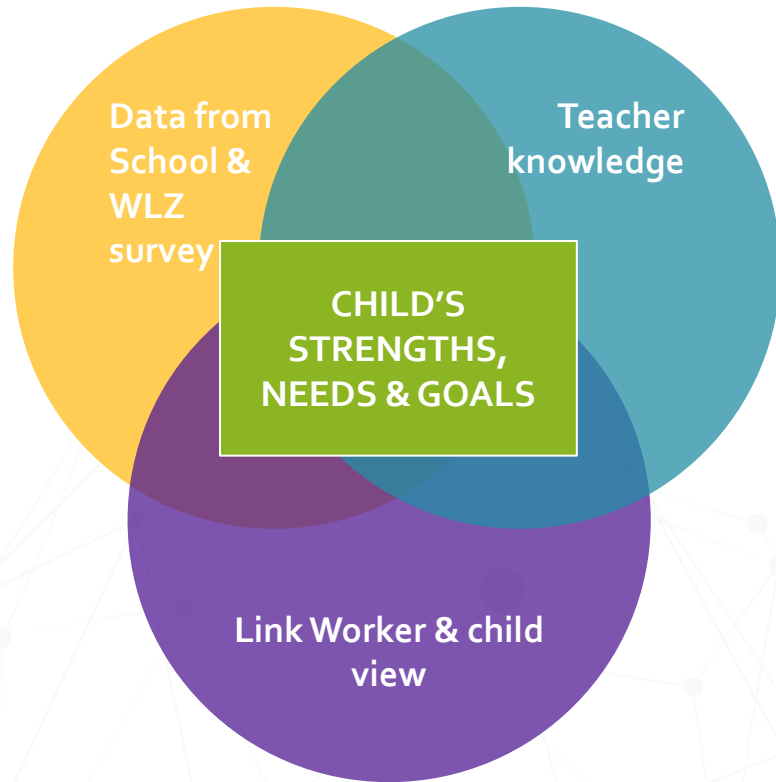 Data from
School &
WLZ
survey
Teacher
knowledge
CHILD'S
STRENGTHS,
NEEDS & GOALS
Link Worker & child
view